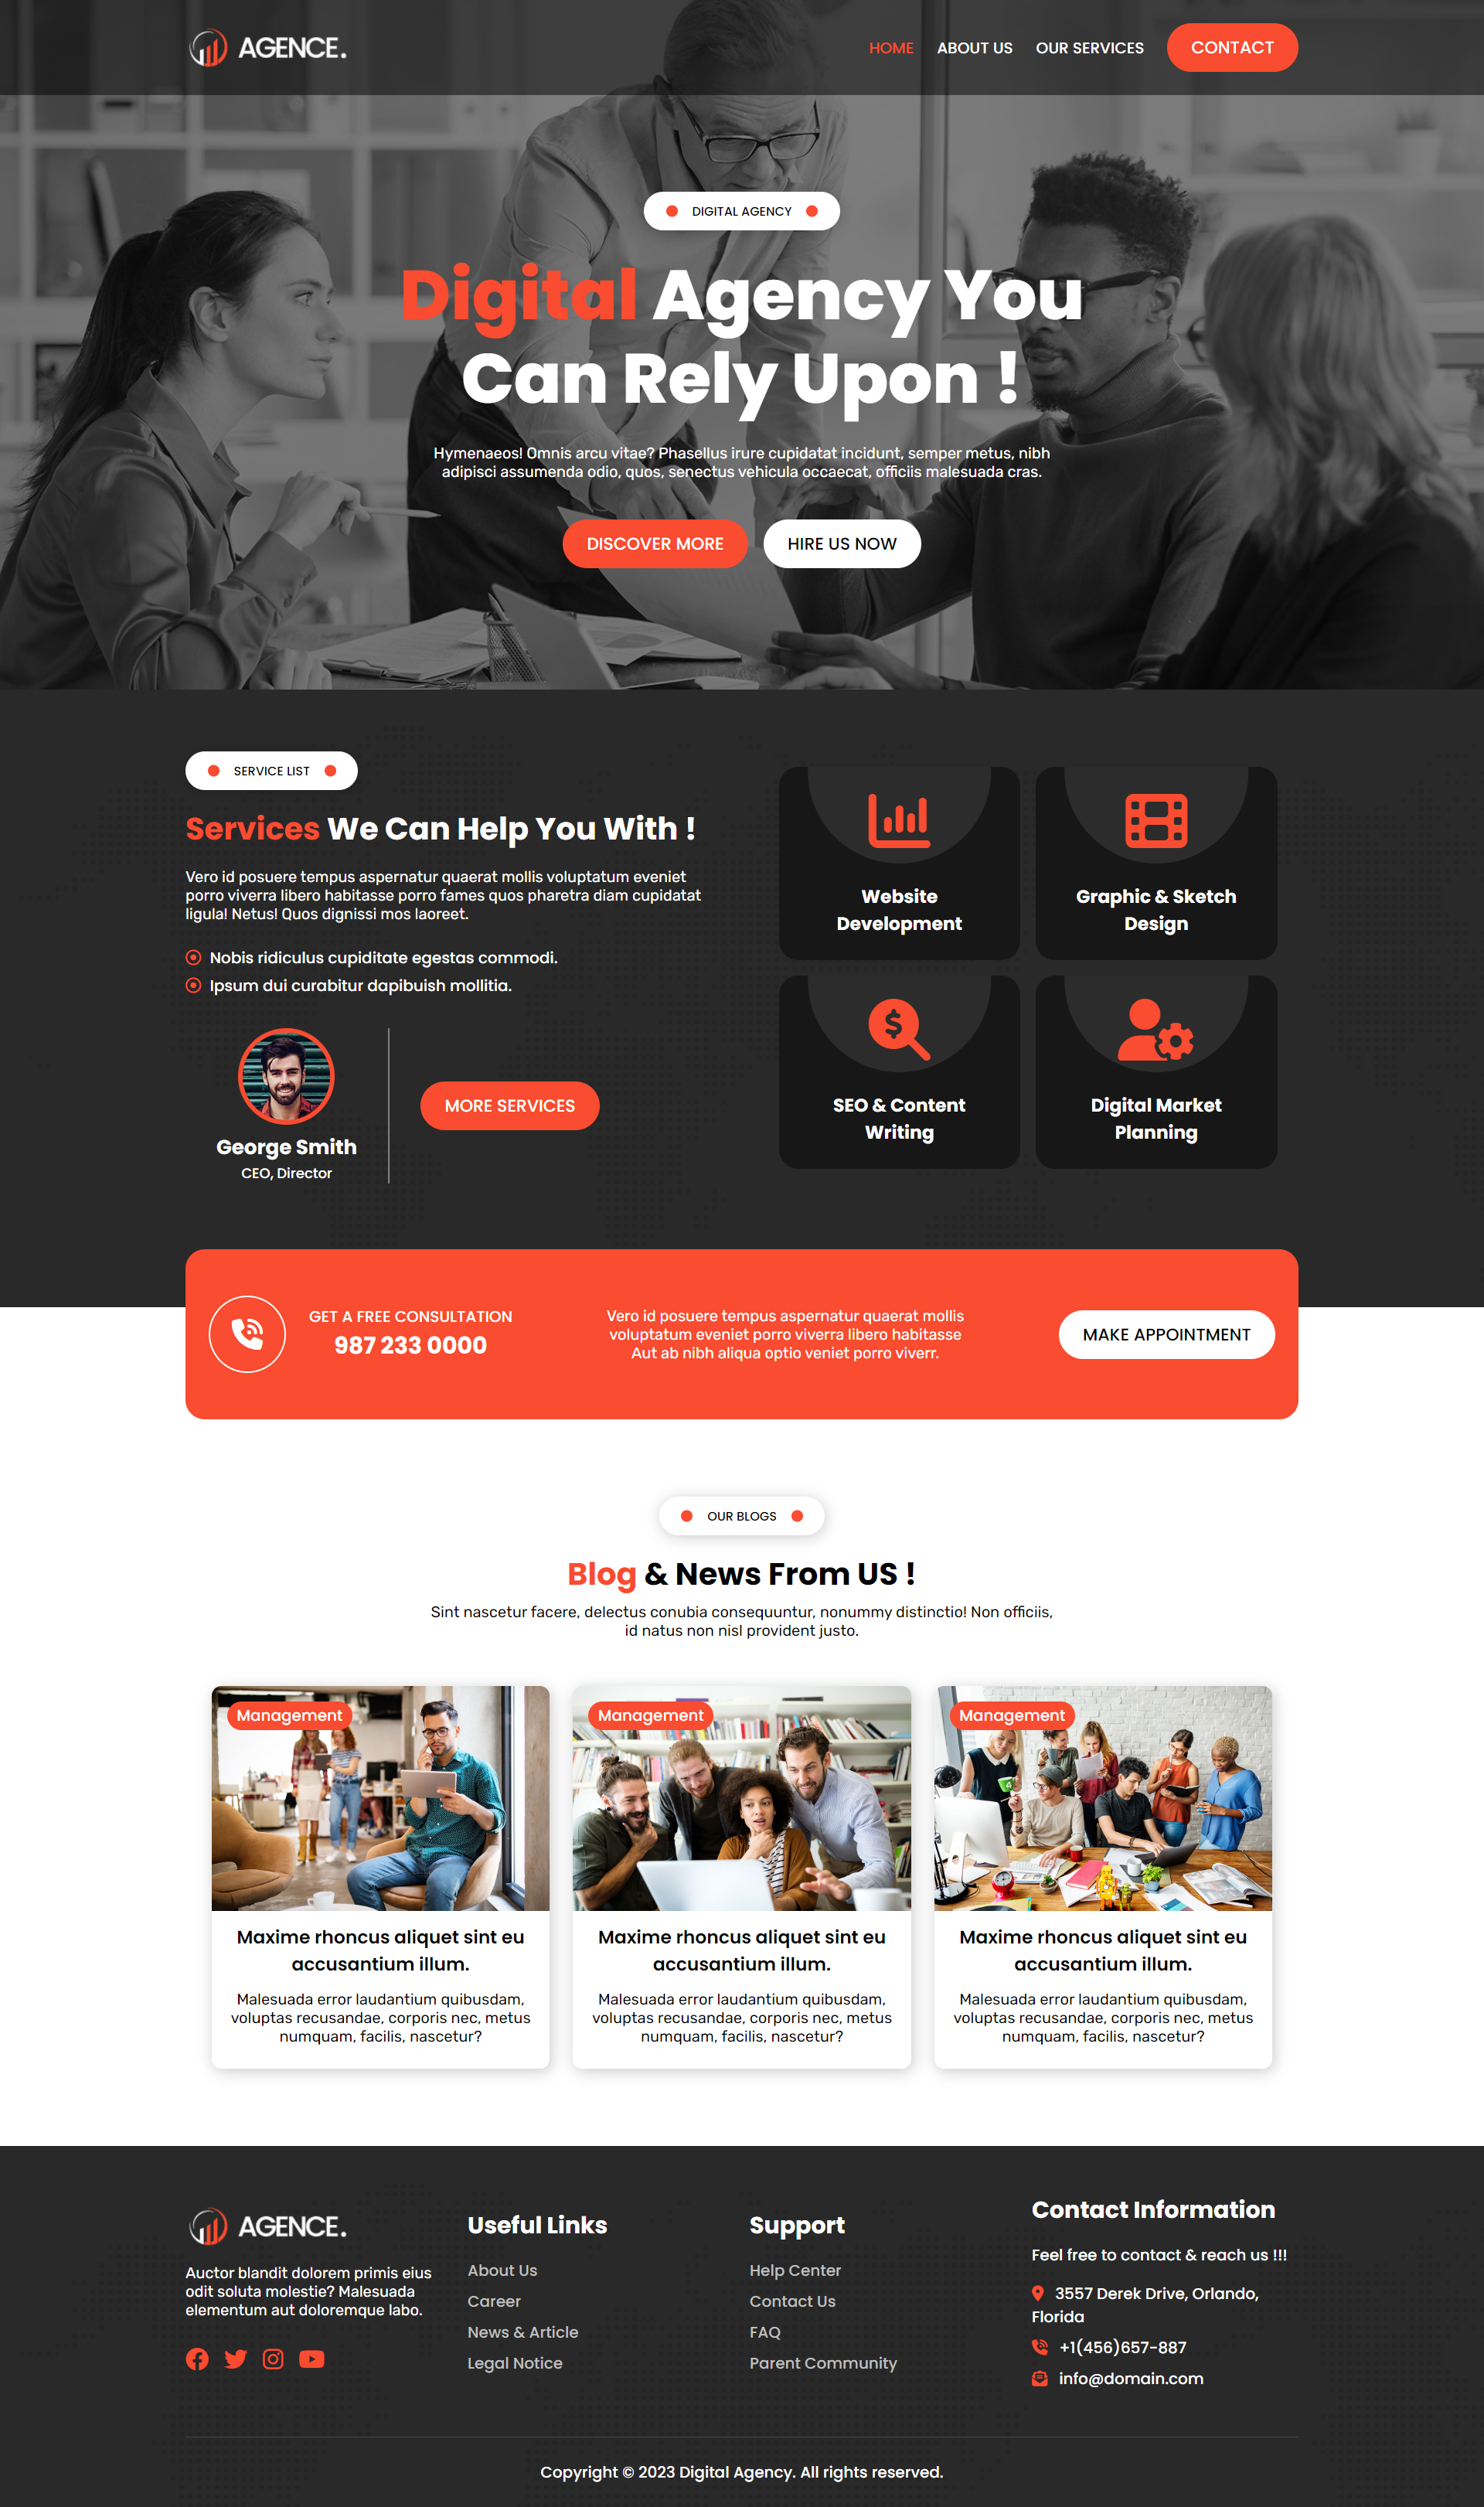 AGENCE.
HOME ABOUT US OUR SERVICES CONTACT
DIGITAL AGENCY
Digital Agency You
Can Rely Upon !
Hymenaeos! Omnis arcu vitae? Phasellus irure cupidatat incidunt, semper metus, nibh
adipisci assumenda odio, quos, senectus vehicula occaecat, officiis malesuada cras.
DISCOVER MORE HIRE US NOW
SERVICE LIST
Services We Can Help You With !
Vero id posuere tempus aspernatur quaerat mollis voluptatum eveniet
porro viverra libero habitasse porro fames quos pharetra diam cupidatat
ligula! Netus! Quos dignissi mos laoreet.
Nobis ridiculus cupiditate egestas commodi.
Ipsum dui curabitur dapibuish mollitia.
George Smith
CEO, Director
MORE SERVICES
Website
Development
Graphic & Sketch
Design
SEO & Content
Writing
Digital Market
Planning
GET A FREE CONSULTATION
987 233 0000
Vero id posuere tempus aspernatur quaerat mollis
voluptatum eveniet porro viverra libero habitasse
Aut ab nibh aliqua optio veniet porro viverr.
MAKE APPOINTMENT
OUR BLOGS
Blog & News From US !
Sint nascetur facere, delectus conubia consequuntur, nonummy distinctio! Non officiis,
id natus non nisl provident justo.
Management
Maxime rhoncus aliquet sint eu
accusantium illum.
Malesuada error laudantium quibusdam,
voluptas recusandae, corporis nec, metus
numquam, facilis, nascetur?
Management
Maxime rhoncus aliquet sint eu
accusantium illum.
Malesuada error laudantium quibusdam,
voluptas recusandae, corporis nec, metus
numquam, facilis, nascetur?
Management
Maxime rhoncus aliquet sint eu
accusantium illum.
Malesuada error laudantium quibusdam,
voluptas recusandae, corporis nec, metus
numquam, facilis, nascetur?
AGENCE.
Auctor blandit dolorem primis eius
odit soluta molestie? Malesuada
elementum aut doloremque labo.
Useful Links
About Us
Career
News & Article
Legal Notice
Support
Help Center
Contact Us
FAQ
Parent Community
Contact Information
Feel free to contact & reach us !!!
3557 Derek Drive, Orlando,
Florida
+1(456)657-887
info@domain.com
Copyright © 2023 Digital Agency. All rights reserved.